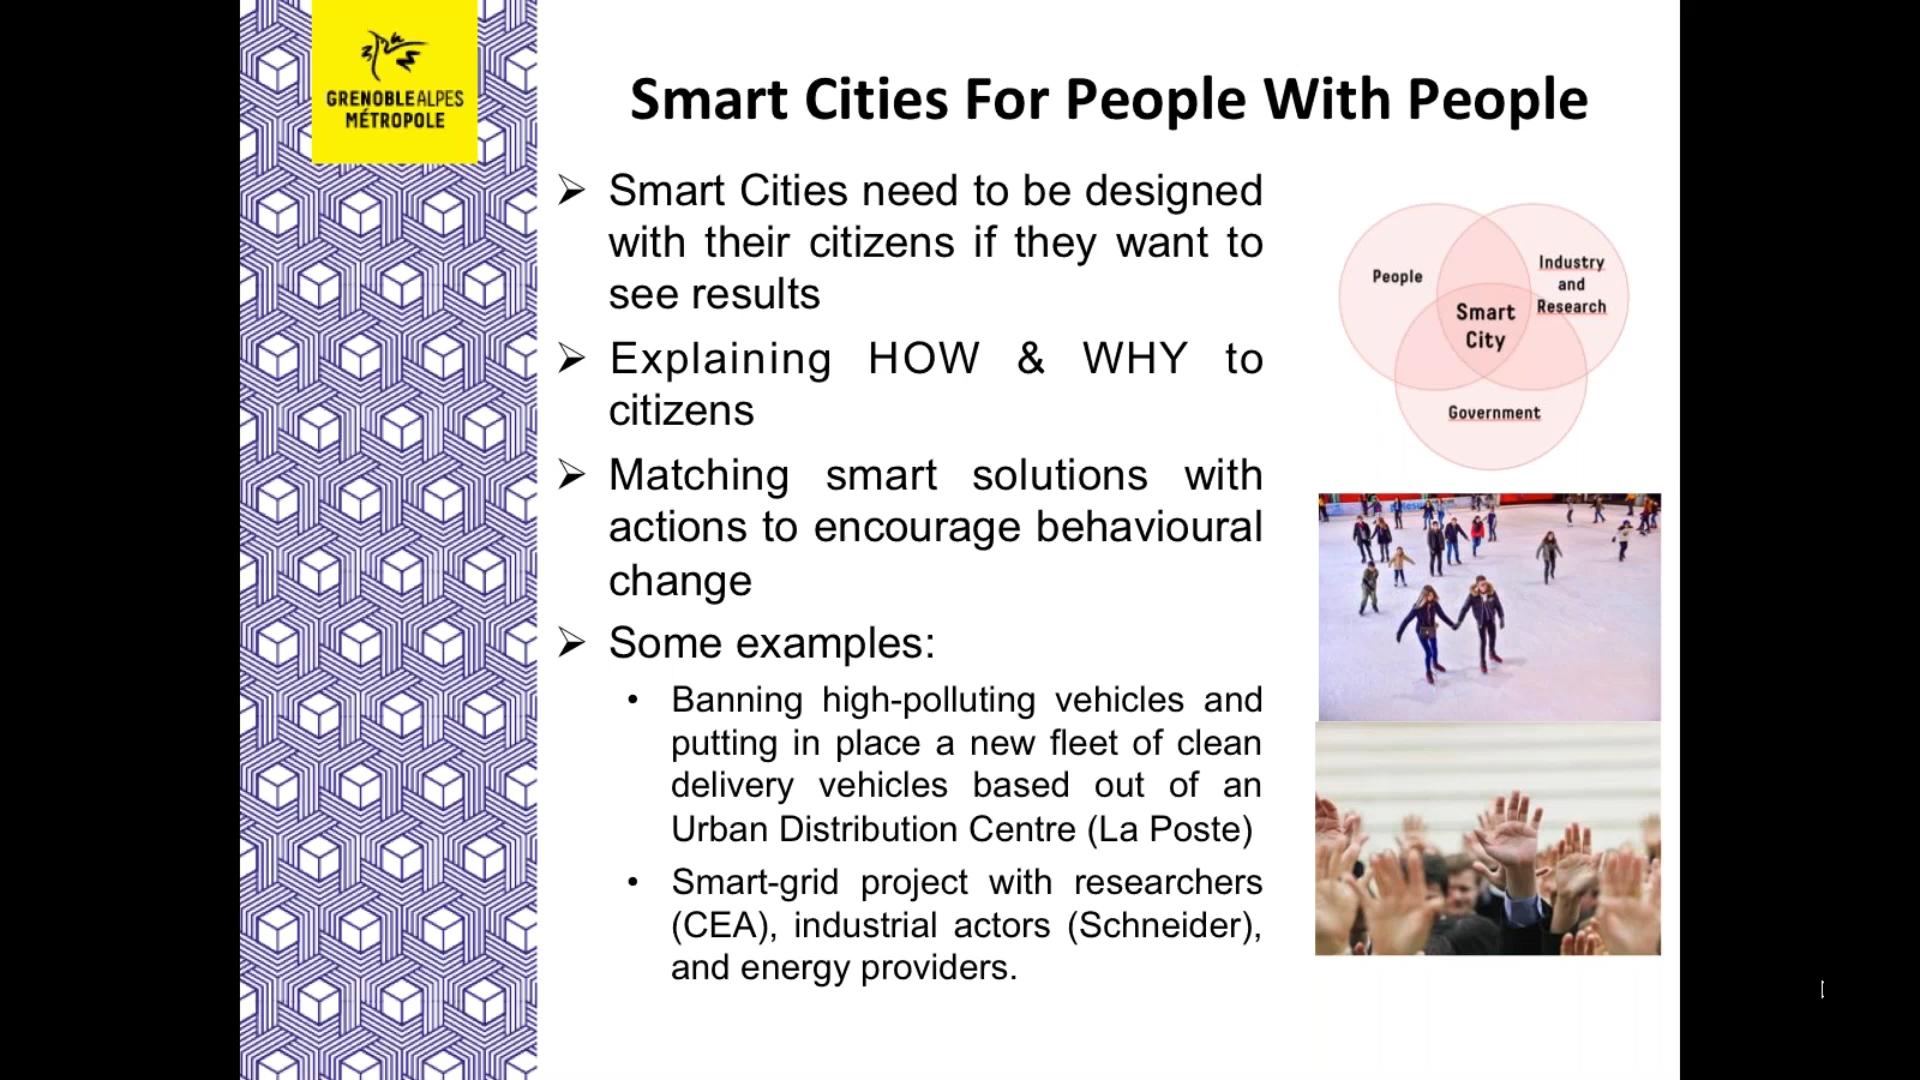 GRENOBLEALPES
MÉTROPOLE
Smart Cities For People With People
➢ Smart Cities need to be designed
with their citizens if they want to
see results
➢ Explaining HOW & WHY to
citizens
➢ Matching smart solutions with
actions to encourage behavioural
change
➢ Some examples:
• Banning high-polluting vehicles and
putting in place a new fleet of clean
delivery vehicles based out of an
Urban Distribution Centre (La Poste)
• Smart-grid project with researchers
(CEA), industrial actors (Schneider),
and energy providers.
People
Industry
and
Research
Smart
City
Government